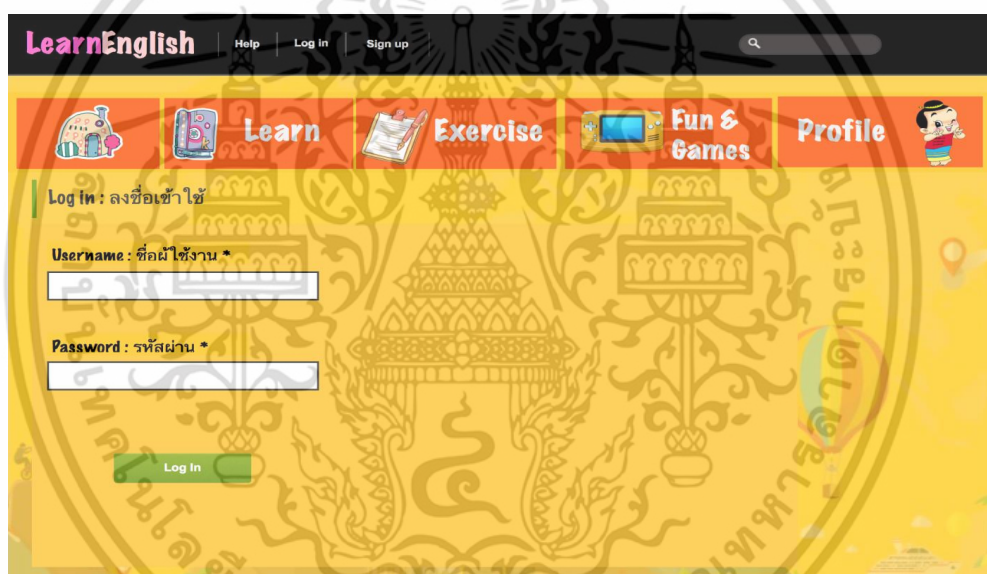 LearnEnglish
Help
Log in
Sign up
Learn
Exercise
Fun &
Games
Profile
Log in : ลงชื่อเข้าใช้
Username : ชื่อผู้ใช้งาน *
Password : รหัสผ่าน *
Log In